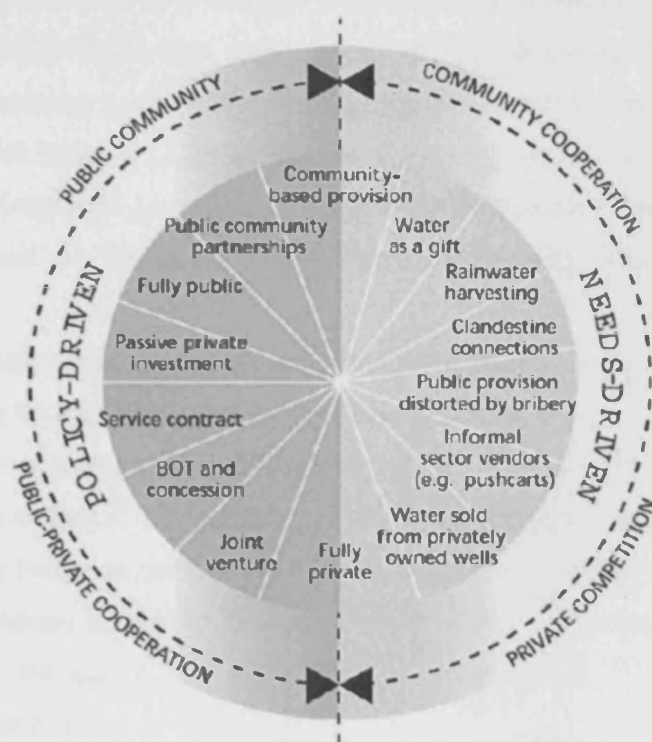 PUBLIC COMMUNITY
COMMUNITY COOPERATION
POLICY-DRIVEN
NEEDS-DRIVEN
PUBLIC-PRIVATE COOPERATION
PRIVATE COMPETITION
Community-
based provision
Public community
partnerships
Fully public
Passive private
investment
Service contract
BOT and
concession
Joint
venture
Fully
private
Water
as a gift
Rainwater
harvesting
Clandestine
connections
Public provision
distorted by bribery
Informal
sector vendors
(e.g. pushcarts)
Water sold
from privately
owned wells